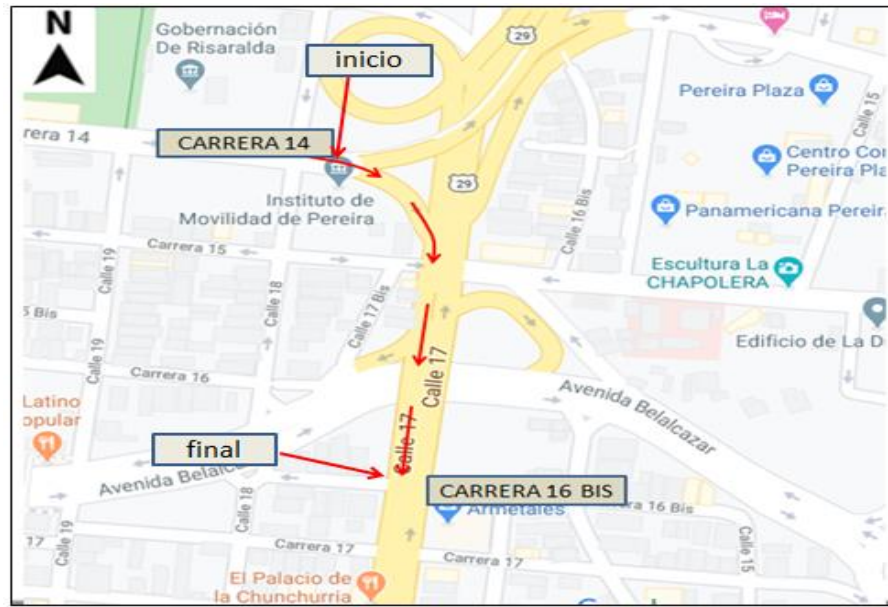 N
Gobernación
De Risaralda
inicio
29
Pereira Plaza
Calle 15
rera 14
CARRERA 14
Centro Co
Pereira Pla
29
Instituto de
Movilidad de Pereira
Calle 16 Bis
Panamericana Pereir
Carrera 15
Calle 19
Calle 18
Calle 17 Bis
Escultura La
CHAPOLERA
5 Bis
Edificio de La D
Calle 19
Carrera 16
Calle 17
Avenida Belalcazar
Latino
opular
final
Calle 17
Avenida Belalcazar
CARRERA 16 BIS
Calle 18
Armetales
ra 16 Bis
Calle 19
Carrera 17
Carrera 17
Calle 15
El Palacio de
la Chunchurria